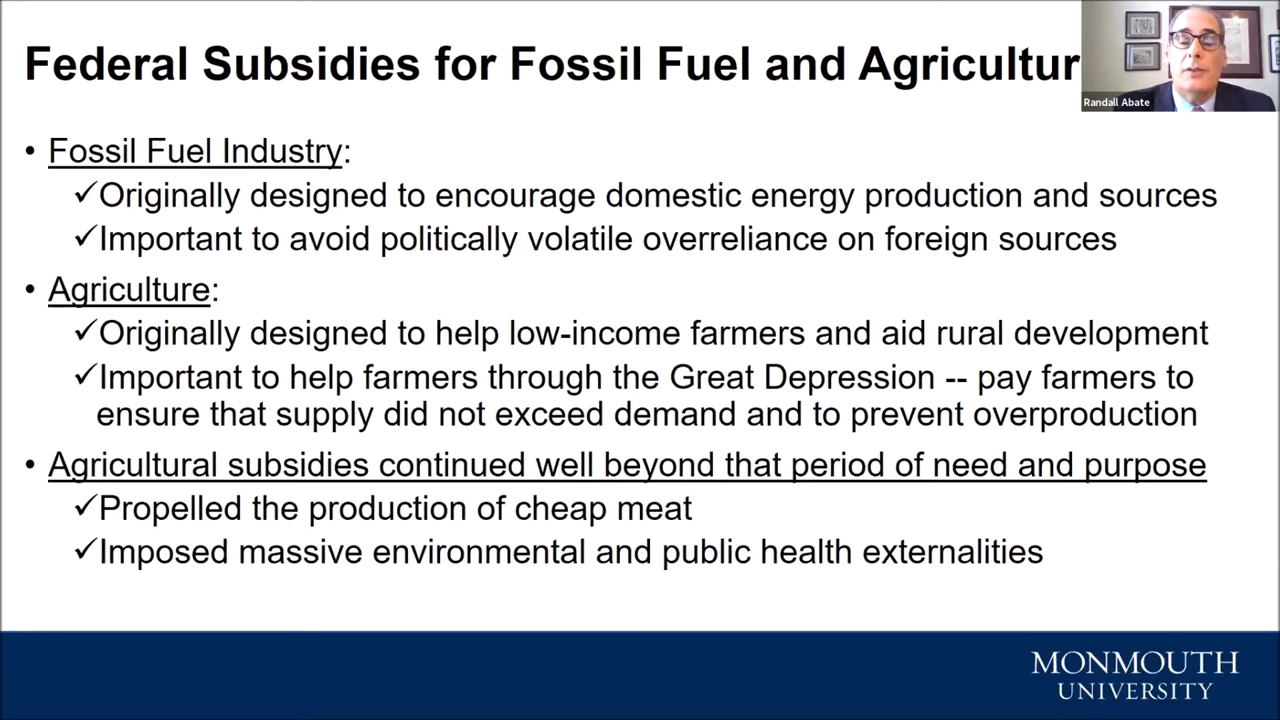 Federal Subsidies for Fossil Fuel and Agricultur
Randall Abate
• Fossil Fuel Industry:
✓Originally designed to encourage domestic energy production and sources
✓Important to avoid politically volatile overreliance on foreign sources
• Agriculture:
✓Originally designed to help low-income farmers and aid rural development
✓Important to help farmers through the Great Depression -- pay farmers to
ensure that supply did not exceed demand and to prevent overproduction
• Agricultural subsidies continued well beyond that period of need and purpose
✓Propelled the production of cheap meat
✓Imposed massive environmental and public health externalities
MONMOUTH
UNIVERSITY